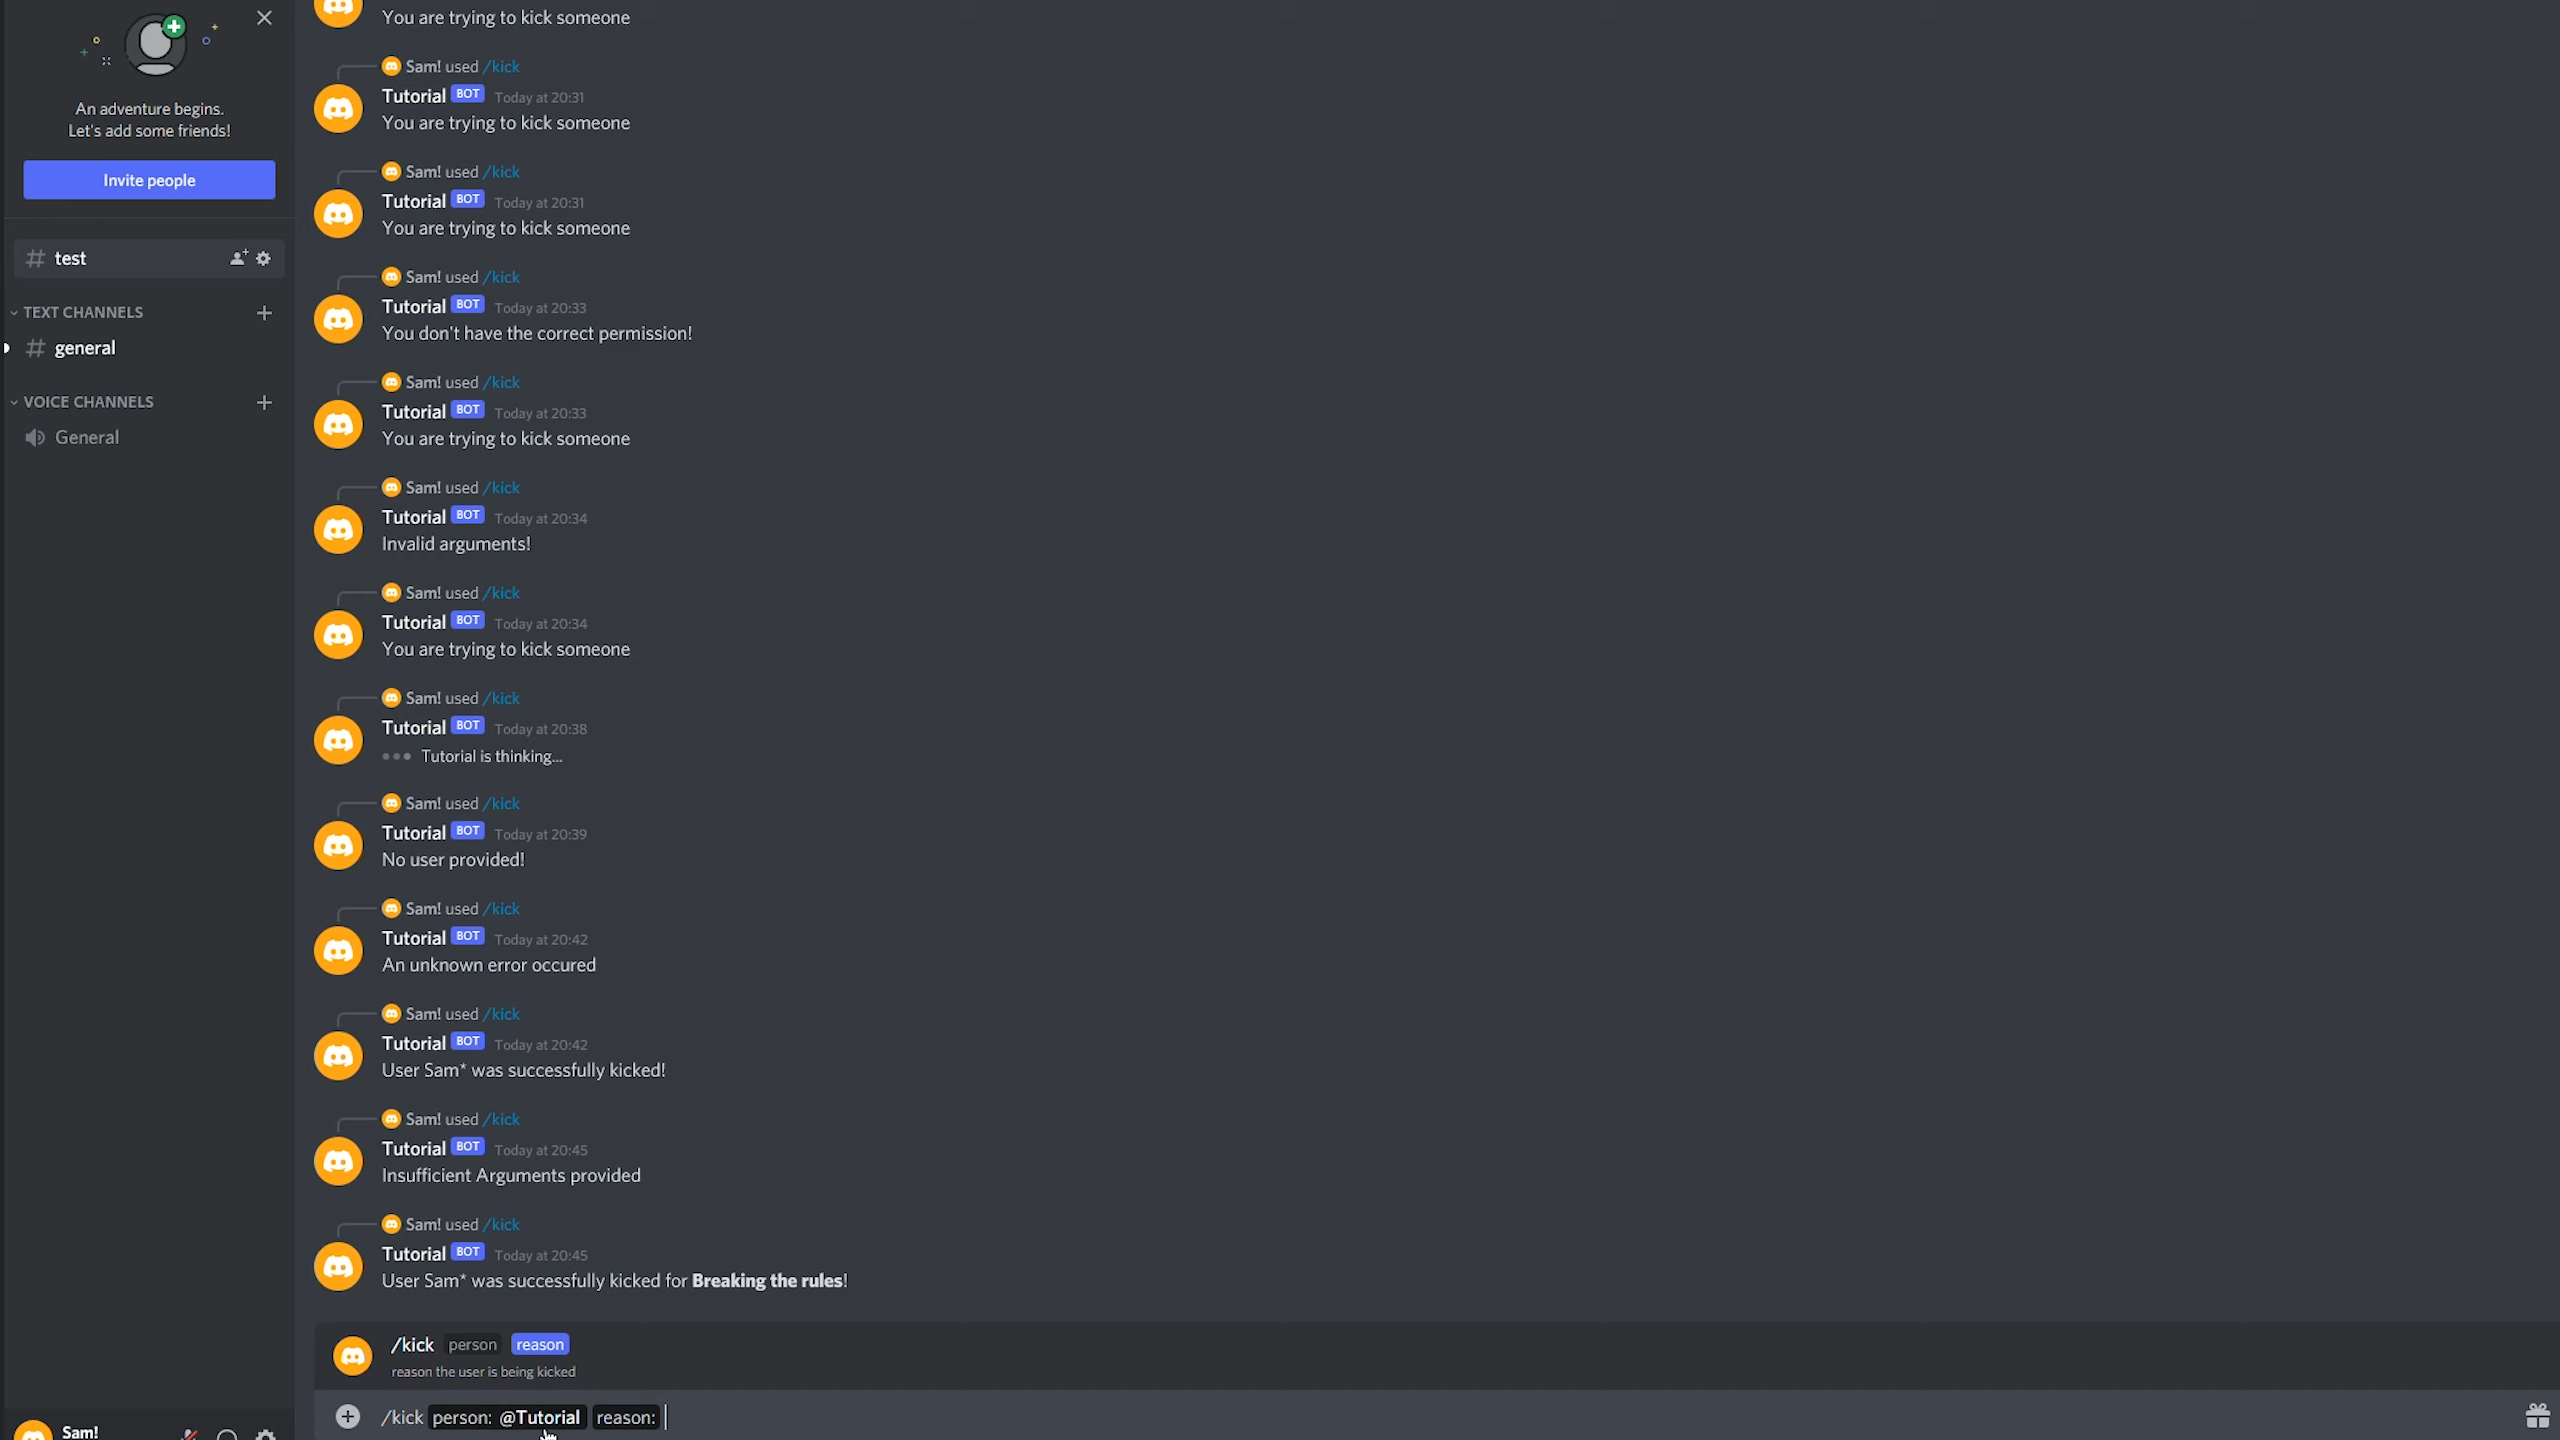 An adventure begins.
Let's add some friends!
Invite people
test
TEXT CHANNELS
general
VOICE CHANNELS
General
Sam!
You are trying to kick someone
Sam! used /kick
Tutorial BOT Today at 20:31
You are trying to kick someone
Sam! used /kick
Tutorial BOT Today at 20:31
You are trying to kick someone
Sam! used /kick
Tutorial BOT Today at 20:33
You don't have the correct permission!
Sam! used /kick
Tutorial BOT Today at 20:33
You are trying to kick someone
Sam! used /kick
Tutorial BOT Today at 20:34
Invalid arguments!
Sam! used /kick
Tutorial BOT Today at 20:34
You are trying to kick someone
Sam! used /kick
Tutorial BOT Today at 20:38
Tutorial is thinking...
Sam! used /kick
Tutorial BOT Today at 20:39
No user provided!
Sam! used /kick
Tutorial BOT Today at 20:42
An unknown error occured
Sam! used /kick
Tutorial BOT Today at 20:42
User Sam* was successfully kicked!
Sam! used /kick
Tutorial BOT Today at 20:45
Insufficient Arguments provided
Sam! used /kick
Tutorial BOT Today at 20:45
User Sam* was successfully kicked for Breaking the rules!
/kick person reason
reason the user is being kicked
/kick person: @Tutorial reason: